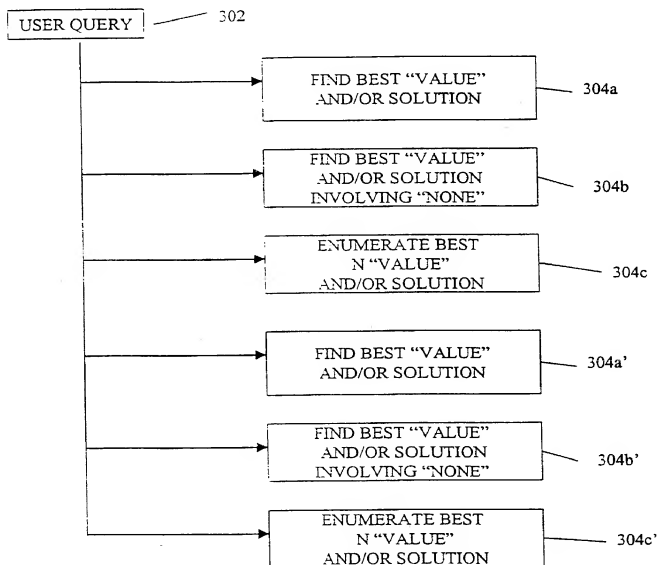 USER QUERY
302
FIND BEST "VALUE"
AND/OR SOLUTION
304a
FIND BEST "VALUE"
AND/OR SOLUTION
INVOLVING "NONE"
304b
ENUMERATE BEST
N "VALUE"
AND/OR SOLUTION
304c
FIND BEST "VALUE"
AND/OR SOLUTION
304a'
FIND BEST "VALUE"
AND/OR SOLUTION
INVOLVING "NONE"
304b'
ENUMERATE BEST
N "VALUE"
AND/OR SOLUTION
304c'